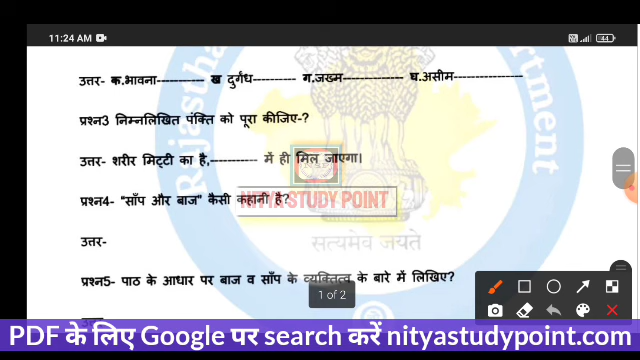 11:24 AM
44
उत्तर- क.भावना----------- ख दुर्गंध---------- ग.जख्म-------------- घ.असीम----------------
प्रश्न3 निम्नलिखित पंक्ति को पूरा कीजिए-?
उत्तर- शरीर मिट्टी का है,----------- में ही मिल जाएगा।
NITYA STUDY POINT
प्रश्न4- "साँप और बाज" कैसी कहानी है?
सत्यमेव जयते
उत्तर-
प्रश्न5- पाठ के आधार पर बाज व साँप के व्यक्तित्व के बारे में लिखिए?
1 of 2
PDF के लिए Google पर search करें nityastudypoint.com